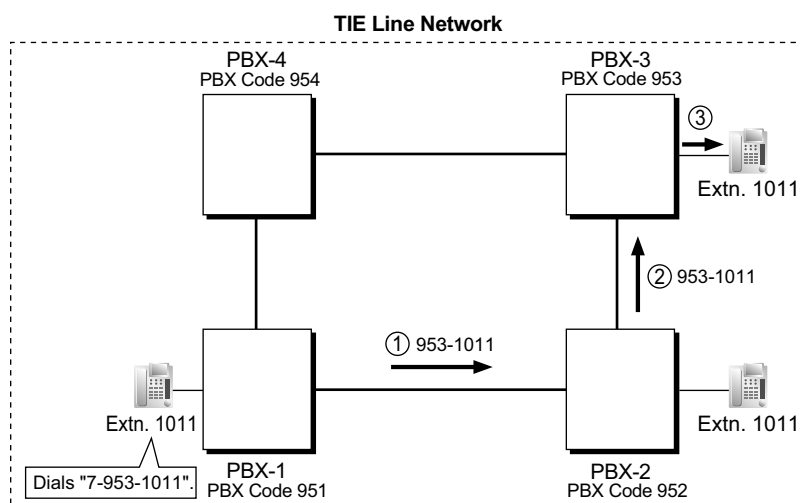 TIE Line Network
PBX-4
PBX Code 954
PBX-3
PBX Code 953
③
Extn. 1011
② 953-1011
① 953-1011
Extn. 1011
Extn. 1011
Dials "7-953-1011".
PBX-1
PBX Code 951
PBX-2
PBX Code 952